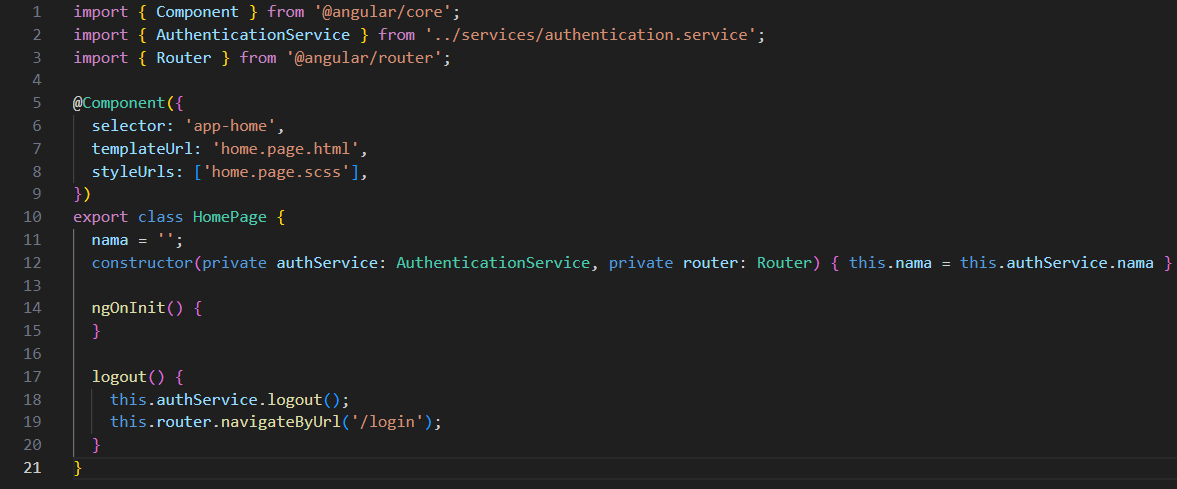 1 import { Component } from '@angular/core';
2 import { AuthenticationService } from '../services/authentication.service';
3 import { Router } from '@angular/router';
4
5 @Component({
6   selector: 'app-home',
7   templateUrl: 'home.page.html',
8   styleUrls: ['home.page.scss'],
9 })
10 export class HomePage {
11   nama = '';
12   constructor(private authService: AuthenticationService, private router: Router) { this.nama = this.authService.nama }
13
14   ngOnInit() {
15   }
16
17   logout() {
18     this.authService.logout();
19     this.router.navigateByUrl('/login');
20   }
21 }